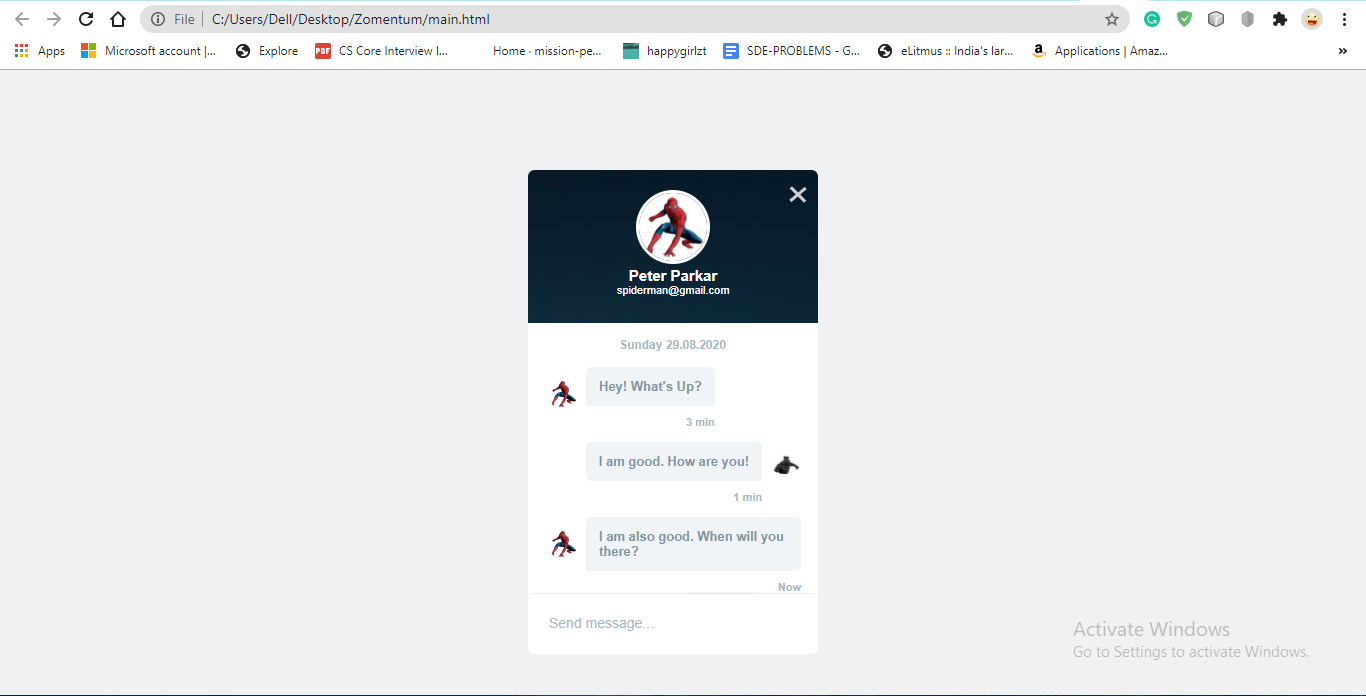 File C:/Users/Dell/Desktop/Zomentum/main.html
Apps Microsoft account |... Explore PDF CS Core Interview I... Home · mission-pe... happygirlzt SDE-PROBLEMS - G... eLitmus :: India's lar... a Applications | Amaz... »
Peter Parkar
spiderman@gmail.com
Sunday 29.08.2020
Hey! What's Up?
3 min
I am good. How are you!
1 min
I am also good. When will you
there?
Now
Send message...
Activate Windows
Go to Settings to activate Windows.